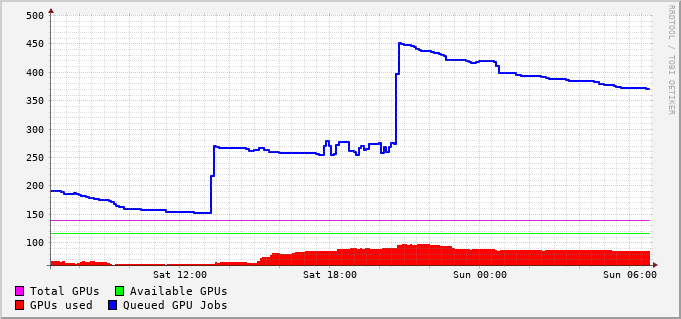 500
450
400
350
300
250
200
150
100
Sat 12:00 Sat 18:00 Sun 00:00 Sun 06:00
Total GPUs Available GPUs
GPUs used Queued GPU Jobs
RRDTOOL / TOBI OETIKER